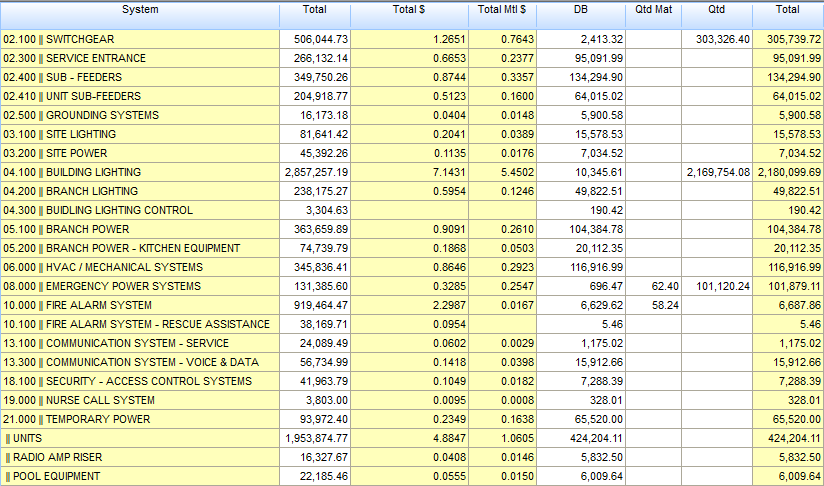 System Total Total $ Total Mtl $ DB Qtd Mat Qtd Total
02.100 SWITCHGEAR 506,044.73 1.2651 0.7643 2,413.32 303,326.40 305,739.72
02.300 SERVICE ENTRANCE 266,132.14 0.6653 0.2377 95,091.99 95,091.99
02.400 SUB - FEEDERS 349,750.26 0.8744 0.3357 134,294.90 134,294.90
02.410 UNIT SUB-FEEDERS 204,918.77 0.5123 0.1600 64,015.02 64,015.02
02.500 GROUNDING SYSTEMS 16,173.18 0.0404 0.0148 5,900.58 5,900.58
03.100 SITE LIGHTING 81,641.42 0.2041 0.0389 15,578.53 15,578.53
03.200 SITE POWER 45,392.26 0.1135 0.0176 7,034.52 7,034.52
04.100 BUILDING LIGHTING 2,857,257.19 7.1431 5.4502 10,345.61 2,169,754.08 2,180,099.69
04.200 BRANCH LIGHTING 238,175.27 0.5954 0.1246 49,822.51 49,822.51
04.300 BUIDLING LIGHTING CONTROL 3,304.63 190.42 190.42
05.100 BRANCH POWER 363,659.89 0.9091 0.2610 104,384.78 104,384.78
05.200 BRANCH POWER - KITCHEN EQUIPMENT 74,739.79 0.1868 0.0503 20,112.35 20,112.35
06.000 HVAC / MECHANICAL SYSTEMS 345,836.41 0.8646 0.2923 116,916.99 116,916.99
08.000 EMERGENCY POWER SYSTEMS 131,385.60 0.3285 0.2547 696.47 62.40 101,120.24 101,879.11
10.000 FIRE ALARM SYSTEM 919,464.47 2.2987 0.0167 6,629.62 58.24 6,687.86
10.100 FIRE ALARM SYSTEM - RESCUE ASSISTANCE 38,169.71 0.0954 5.46 5.46
13.100 COMMUNICATION SYSTEM - SERVICE 24,089.49 0.0602 0.0029 1,175.02 1,175.02
13.300 COMMUNICATION SYSTEM - VOICE & DATA 56,734.99 0.1418 0.0398 15,912.66 15,912.66
18.100 SECURITY - ACCESS CONTROL SYSTEMS 41,963.79 0.1049 0.0182 7,288.39 7,288.39
19.000 NURSE CALL SYSTEM 3,803.00 0.0095 0.0008 328.01 328.01
21.000 TEMPORARY POWER 93,972.40 0.2349 0.1638 65,520.00 65,520.00
UNITS 1,953,874.77 4.8847 1.0605 424,204.11 424,204.11
RADIO AMP RISER 16,327.67 0.0408 0.0146 5,832.50 5,832.50
POOL EQUIPMENT 22,185.46 0.0555 0.0150 6,009.64 6,009.64